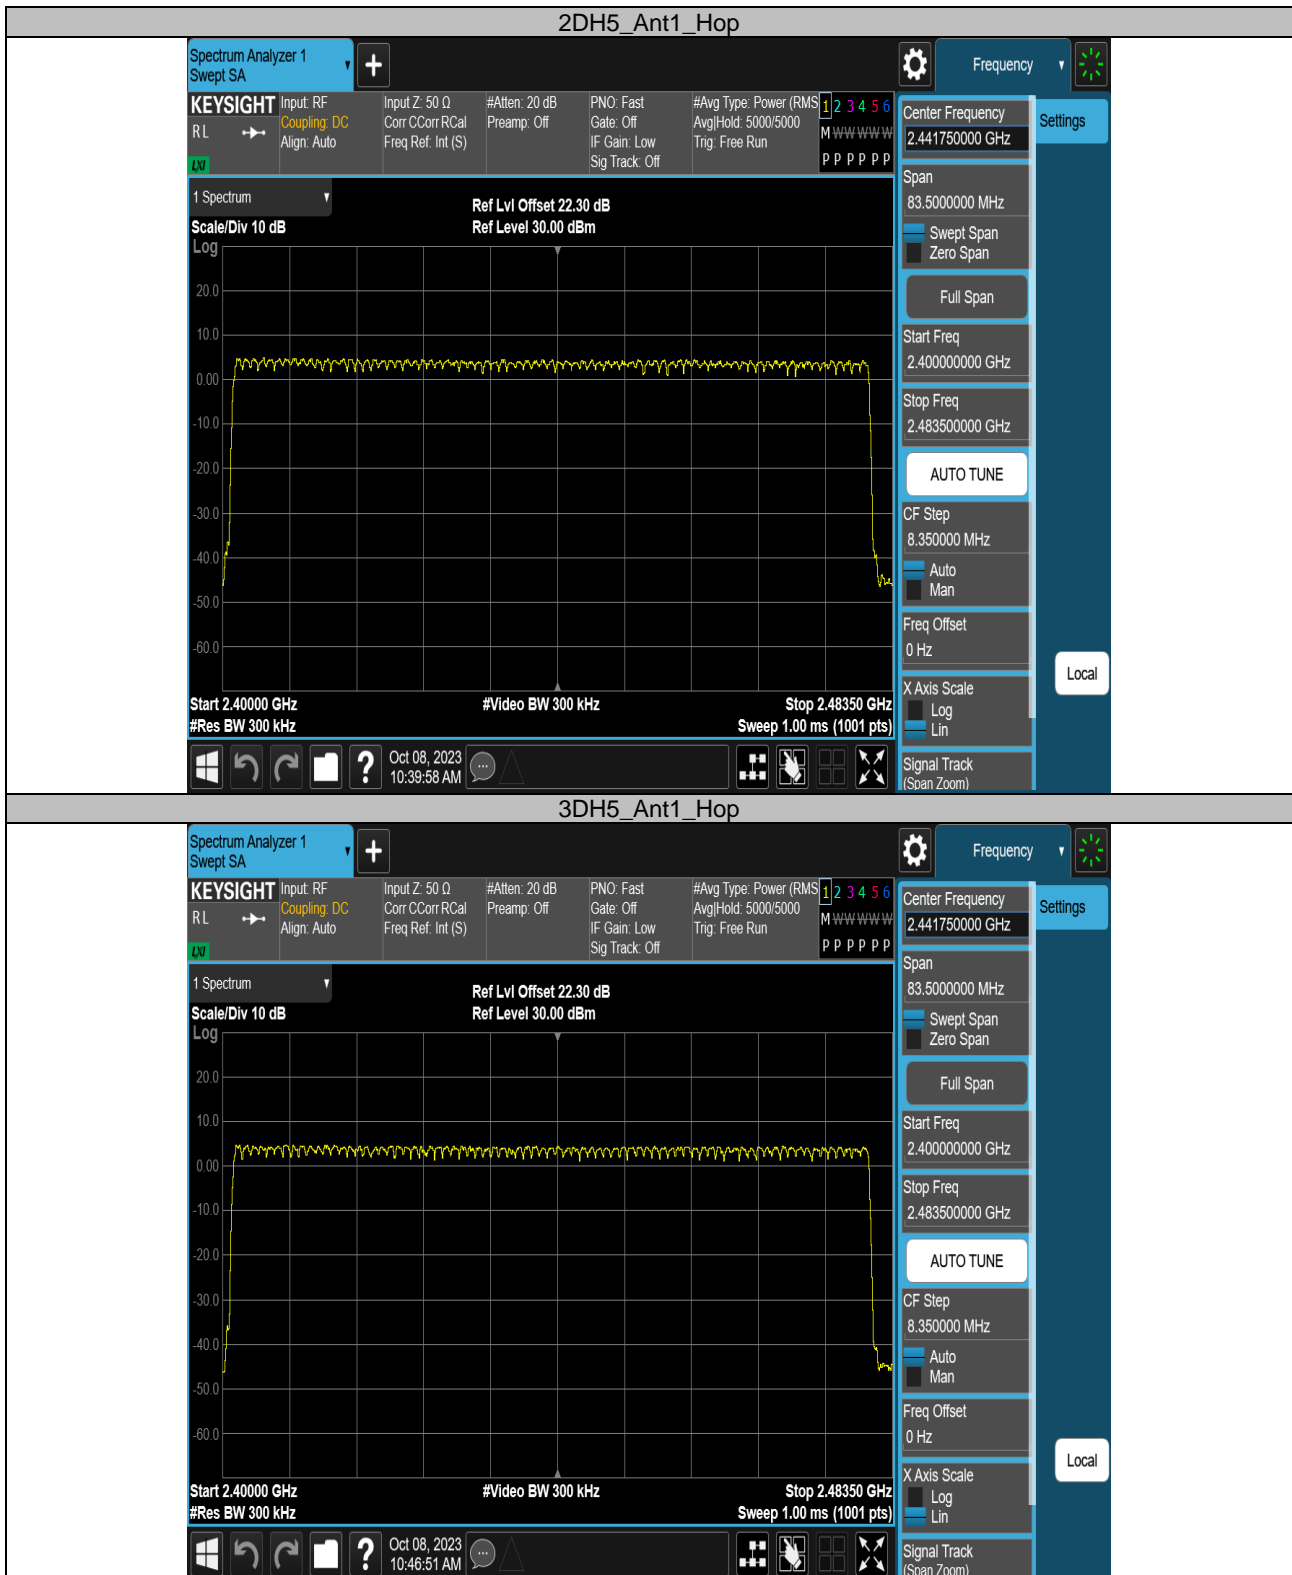 2DH5_Ant1_Hop
Spectrum Analyzer 1
Swept SA
Frequency
KEYSIGHT
R L
LXI
Input: RF
Coupling: DC
Align: Auto
Input Z: 50 Ω
Corr CCorr RCal
Freq Ref: Int (S)
#Atten: 20 dB
Preamp: Off
PNO: Fast
Gate: Off
IF Gain: Low
Sig Track: Off
#Avg Type: Power (RMS
Avg|Hold: 5000/5000
Trig: Free Run
1 2 3 4 5 6
M W W W W W
P P P P P P
1 Spectrum
Scale/Div 10 dB
Ref Lvl Offset 22.30 dB
Ref Level 30.00 dBm
Log
20.0
10.0
0.00
-10.0
-20.0
-30.0
-40.0
-50.0
-60.0
Start 2.40000 GHz
#Res BW 300 kHz
#Video BW 300 kHz
Stop 2.48350 GHz
Sweep 1.00 ms (1001 pts)
Oct 08, 2023
10:39:58 AM
Center Frequency
2.441750000 GHz
Settings
Span
83.5000000 MHz
Swept Span
Zero Span
Full Span
Start Freq
2.400000000 GHz
Stop Freq
2.483500000 GHz
AUTO TUNE
CF Step
8.350000 MHz
Auto
Man
Freq Offset
0 Hz
Local
X Axis Scale
Log
Lin
Signal Track
(Span Zoom)
3DH5_Ant1_Hop
Spectrum Analyzer 1
Swept SA
Frequency
KEYSIGHT
R L
LXI
Input: RF
Coupling: DC
Align: Auto
Input Z: 50 Ω
Corr CCorr RCal
Freq Ref: Int (S)
#Atten: 20 dB
Preamp: Off
PNO: Fast
Gate: Off
IF Gain: Low
Sig Track: Off
#Avg Type: Power (RMS
Avg|Hold: 5000/5000
Trig: Free Run
1 2 3 4 5 6
M W W W W W
P P P P P P
1 Spectrum
Scale/Div 10 dB
Ref Lvl Offset 22.30 dB
Ref Level 30.00 dBm
Log
20.0
10.0
0.00
-10.0
-20.0
-30.0
-40.0
-50.0
-60.0
Start 2.40000 GHz
#Res BW 300 kHz
#Video BW 300 kHz
Stop 2.48350 GHz
Sweep 1.00 ms (1001 pts)
Oct 08, 2023
10:46:51 AM
Center Frequency
2.441750000 GHz
Settings
Span
83.5000000 MHz
Swept Span
Zero Span
Full Span
Start Freq
2.400000000 GHz
Stop Freq
2.483500000 GHz
AUTO TUNE
CF Step
8.350000 MHz
Auto
Man
Freq Offset
0 Hz
Local
X Axis Scale
Log
Lin
Signal Track
(Span Zoom)